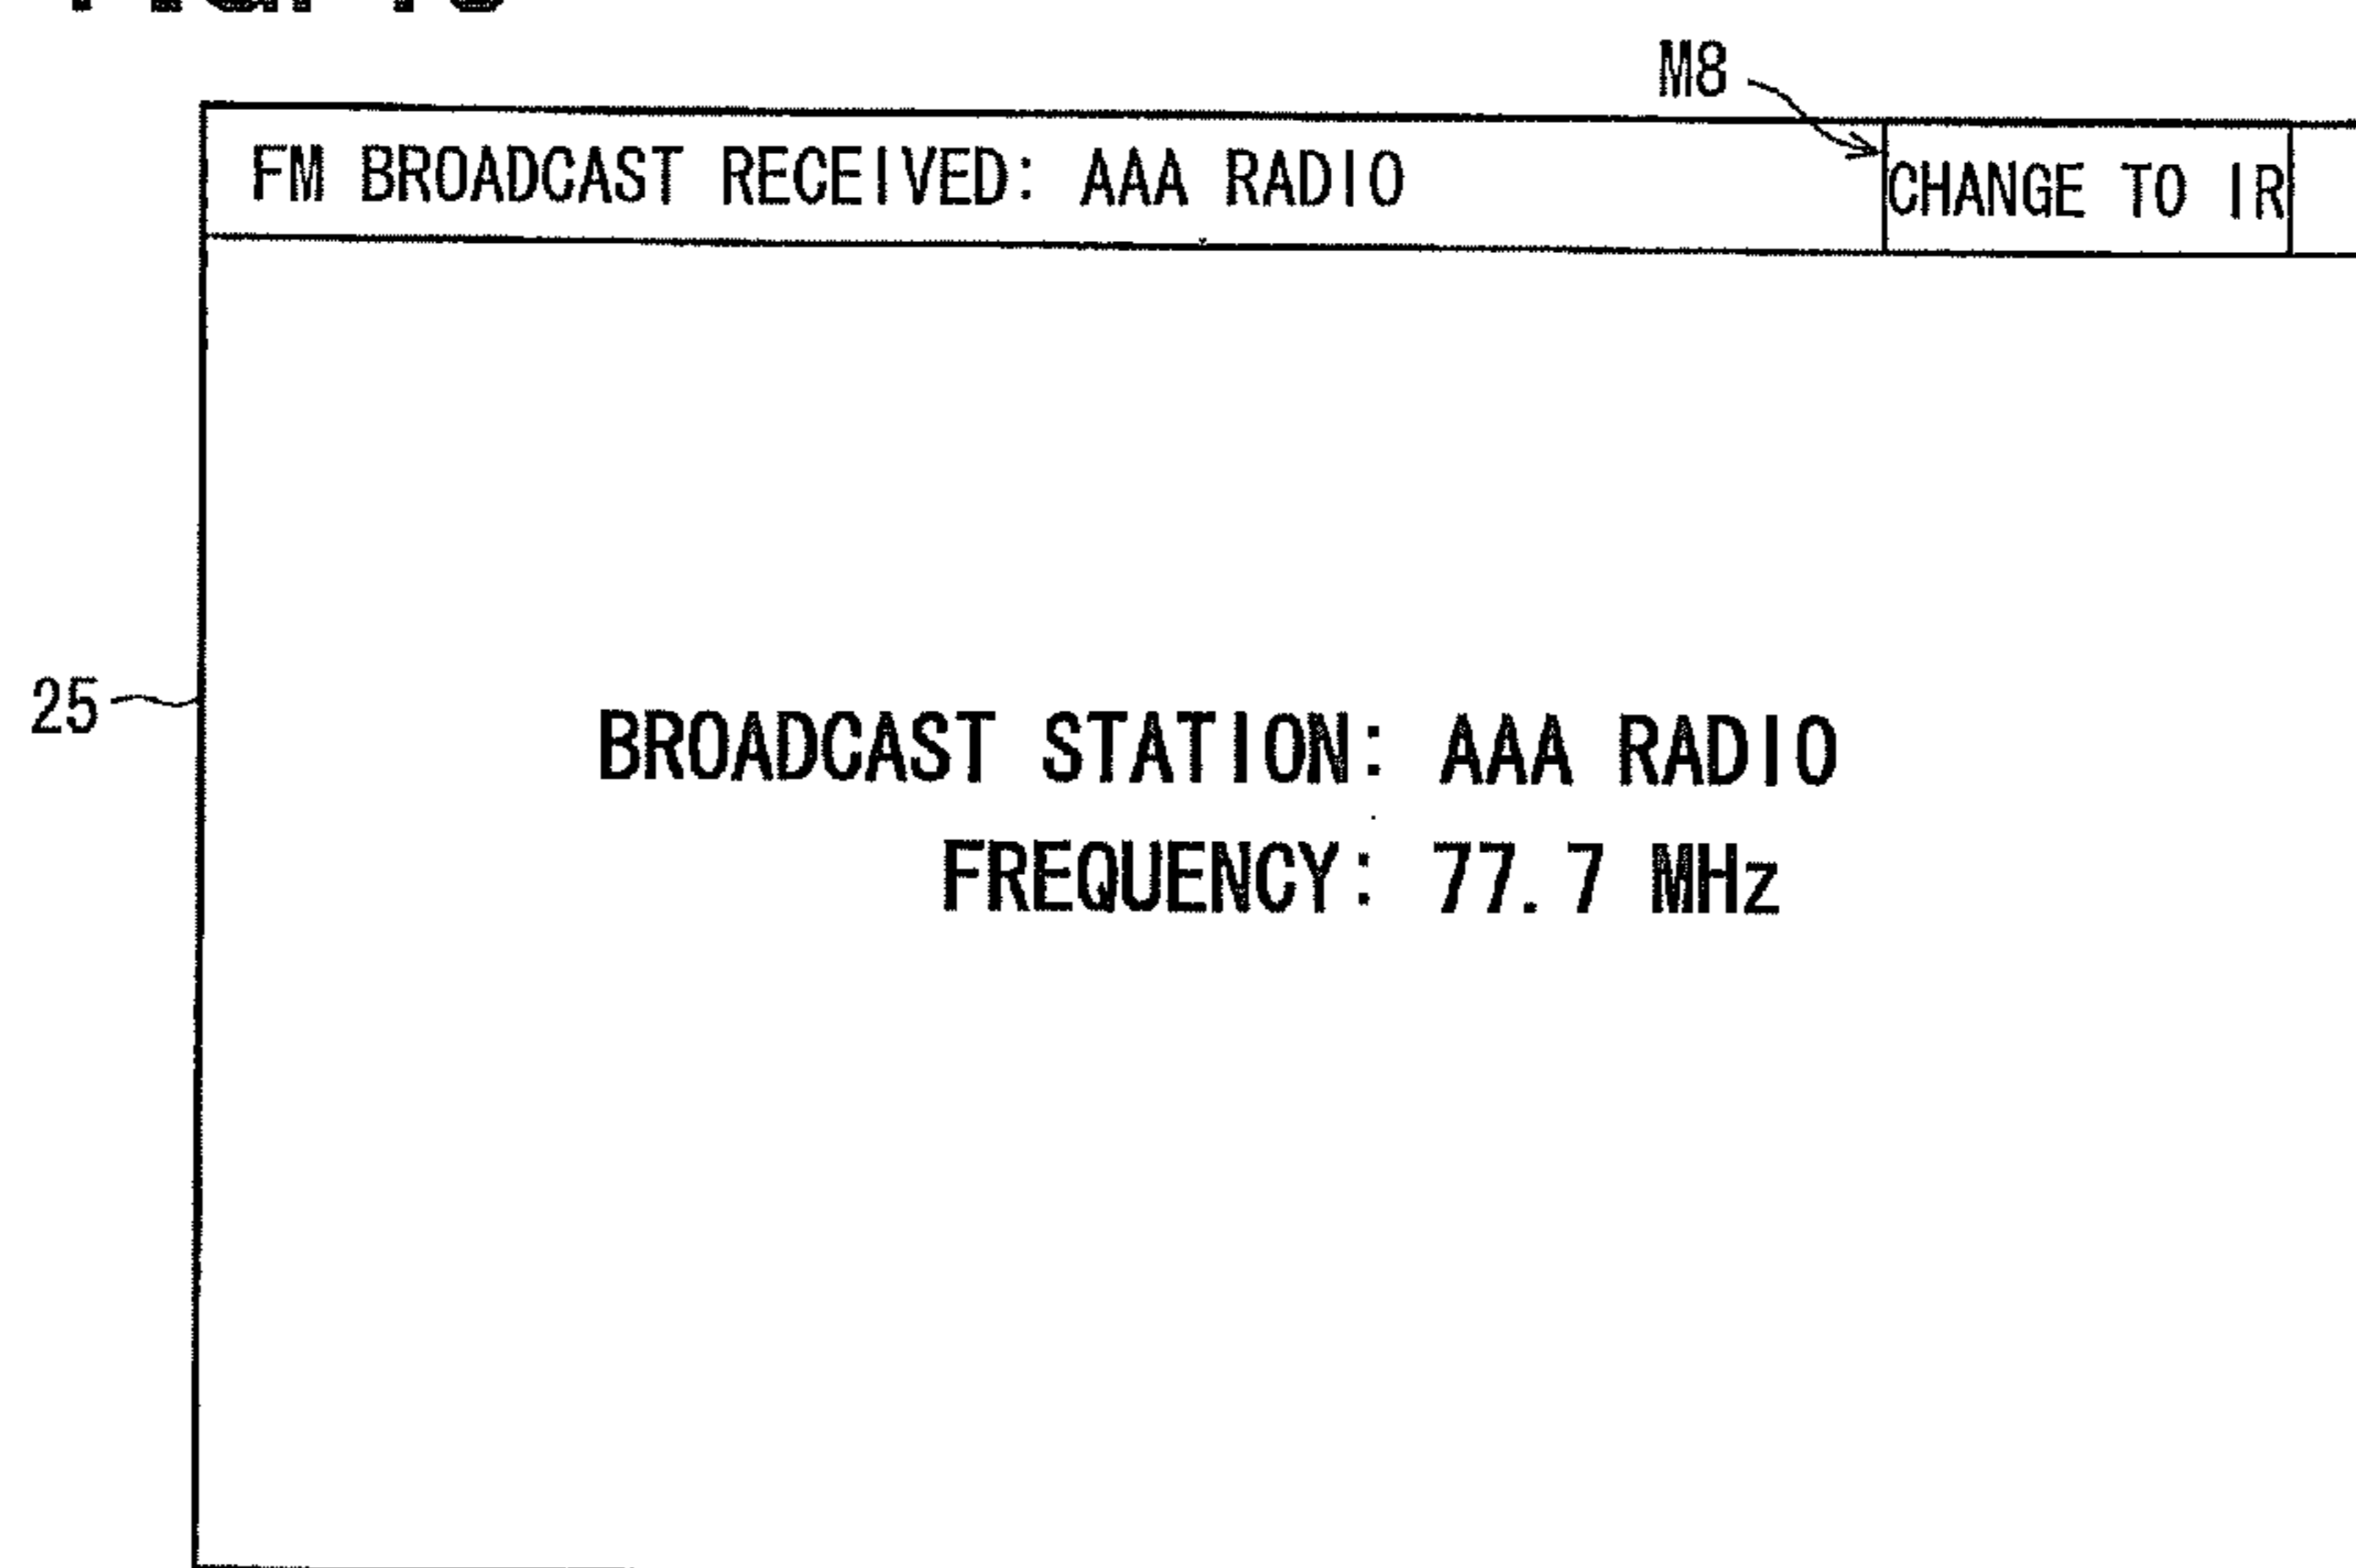 M8
FM BROADCAST RECEIVED: AAA RADIO
CHANGE TO IR
25
BROADCAST STATION: AAA RADIO
FREQUENCY: 77.7 MHz